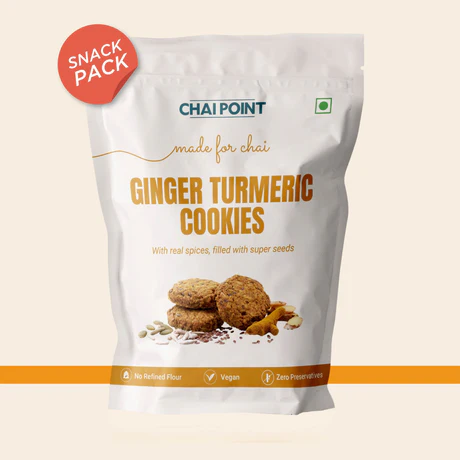 SNACK
PACK
CHAI POINT
made for chai
GINGER TURMERIC
COOKIES
With real spices, filled with super seeds
No Refined Flour
Vegan
Zero Preservatives